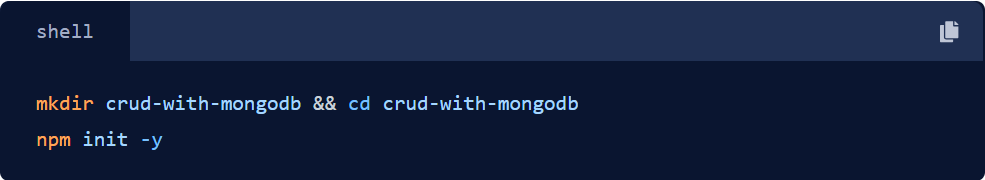 shell
mkdir crud-with-mongodb && cd crud-with-mongodb
npm init -y